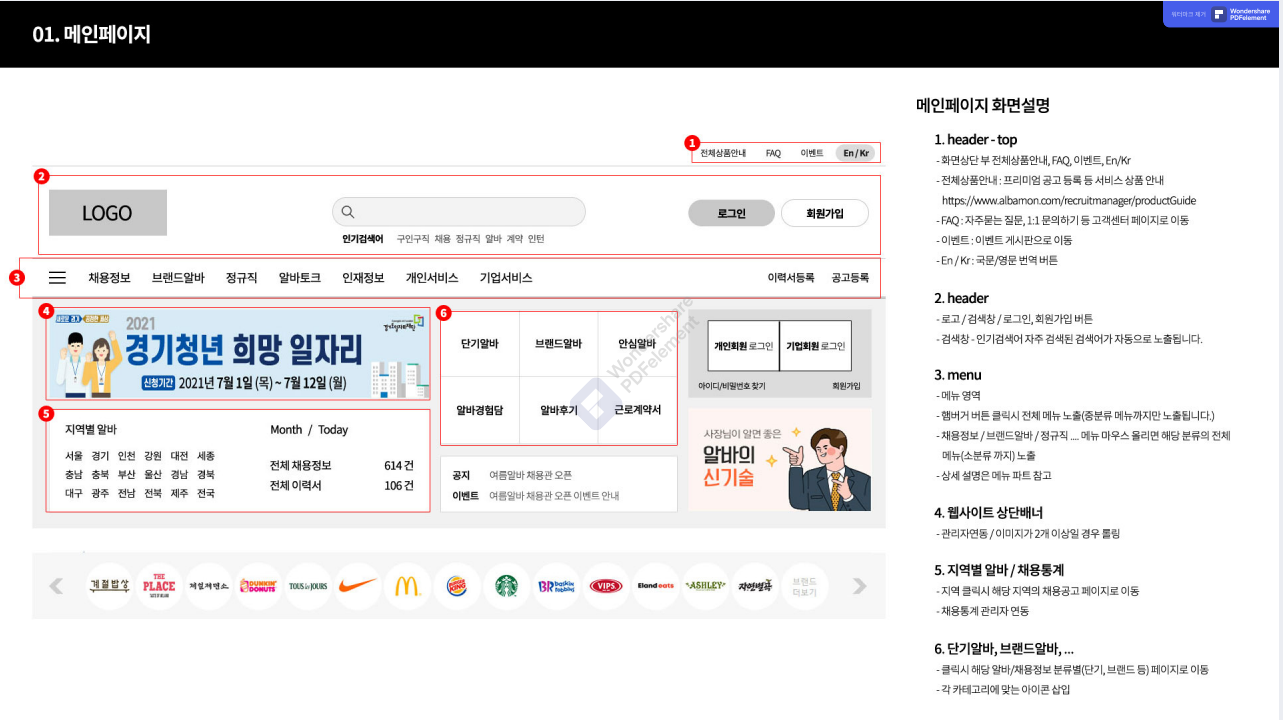 01. 메인페이지
워터마크 제거 Wondershare
PDFelement
전체상품안내 FAQ 이벤트 En / Kr
1
2
LOGO
로그인 회원가입
인기검색어 구인구직 채용 정규직 알바 계약 인턴
3
채용정보 브랜드알바 정규직 알바토크 인재정보 개인서비스 기업서비스 이력서등록 공고등록
4
2021
경기청년 희망 일자리
신청기간 2021년 7월 1일 (목) ~ 7월 12일 (월)
5
지역별 알바 Month / Today
서울 경기 인천 강원 대전 세종
충남 충북 부산 울산 경남 경북
대구 광주 전남 전북 제주 전국
전체 채용정보 614 건
전체 이력서 106 건
6
단기알바 브랜드알바 안심알바
알바경험담 알바후기 근로계약서
Wondershare
PDFelement
공지 여름알바 채용관 오픈
이벤트 여름알바 채용관 오픈 이벤트 안내
개인회원 로그인 기업회원 로그인
아이디/비밀번호 찾기 회원가입
사장님이 알면 좋은
알바의
신기술
계절밥상 THE PLACE 제일제면소 DUNKIN' DONUTS TOUS les JOURS BURGER KING BR baskin robbins VIPS Eland eats ASHLEY 자연별곡 브랜드
더보기
메인페이지 화면설명
1. header - top
- 화면상단 부 전체상품안내, FAQ, 이벤트, En/Kr
- 전체상품안내 : 프리미엄 공고 등록 등 서비스 상품 안내
https://www.albamon.com/recruitmanager/productGuide
- FAQ : 자주묻는 질문, 1:1 문의하기 등 고객센터 페이지로 이동
- 이벤트 : 이벤트 게시판으로 이동
- En / Kr : 국문/영문 번역 버튼
2. header
- 로고 / 검색창 / 로그인, 회원가입 버튼
- 검색창 - 인기검색어 자주 검색된 검색어가 자동으로 노출됩니다.
3. menu
- 메뉴 영역
- 햄버거 버튼 클릭시 전체 메뉴 노출(중분류 메뉴까지만 노출됩니다.)
- 채용정보 / 브랜드알바 / 정규직 .... 메뉴 마우스 올리면 해당 분류의 전체
메뉴(소분류 까지) 노출
- 상세 설명은 메뉴 파트 참고
4. 웹사이트 상단배너
- 관리자연동 / 이미지가 2개 이상일 경우 롤링
5. 지역별 알바 / 채용통계
- 지역 클릭시 해당 지역의 채용공고 페이지로 이동
- 채용통계 관리자 연동
6. 단기알바, 브랜드알바, ...
- 클릭시 해당 알바/채용정보 분류별(단기, 브랜드 등) 페이지로 이동
- 각 카테고리에 맞는 아이콘 삽입